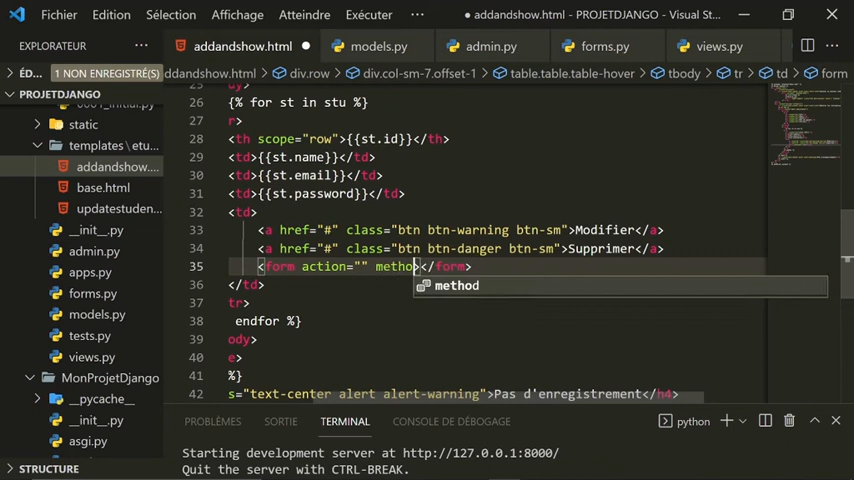 Fichier Edition Sélection Affichage Atteindre Exécuter ··· ● addandshow.html - PROJETDJANGO - Visual St...
EXPLORATEUR ··· addandshow.html ● models.py admin.py forms.py views.py
ÉD... 1 NON ENREGISTRÉ(S) addandshow.html > div.row > div.col-sm-7.offset-1 > table.table.table-hover > tbody > tr > td > form
PROJETDJANGO
0001_initial.py
static
templates \ etu...
addandshow....
base.html
updatestuden...
__init__.py
admin.py
apps.py
forms.py
models.py
tests.py
views.py
MonProjetDjango
__pycache__
__init__.py
asgi.py
STRUCTURE
25 dy>
26 {% for st in stu %}
27 r>
28 <th scope="row">{{st.id}}</th>
29 <td>{{st.name}}</td>
30 <td>{{st.email}}</td>
31 <td>{{st.password}}</td>
32 <td>
33 <a href="#" class="btn btn-warning btn-sm">Modifier</a>
34 <a href="#" class="btn btn-danger btn-sm">Supprimer</a>
35 <form action="" metho></form>
method
36 </td>
37 tr>
38 endfor %}
39 ody>
40 e>
41 %}
42 s="text-center alert alert-warning">Pas d'enregistrement</h4>
PROBLÈMES SORTIE TERMINAL CONSOLE DE DÉBOGAGE python
Starting development server at http://127.0.0.1:8000/
Quit the server with CTRL-BREAK.